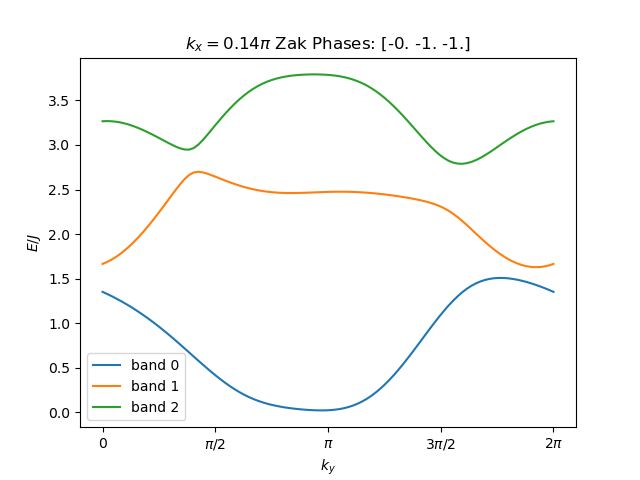 k_x = 0.14π Zak Phases: [-0. -1. -1.]
E/J
3.5
3.0
2.5
2.0
1.5
1.0
0.5
0.0
band 0
band 1
band 2
0
π/2
π
3π/2
2π
k_y